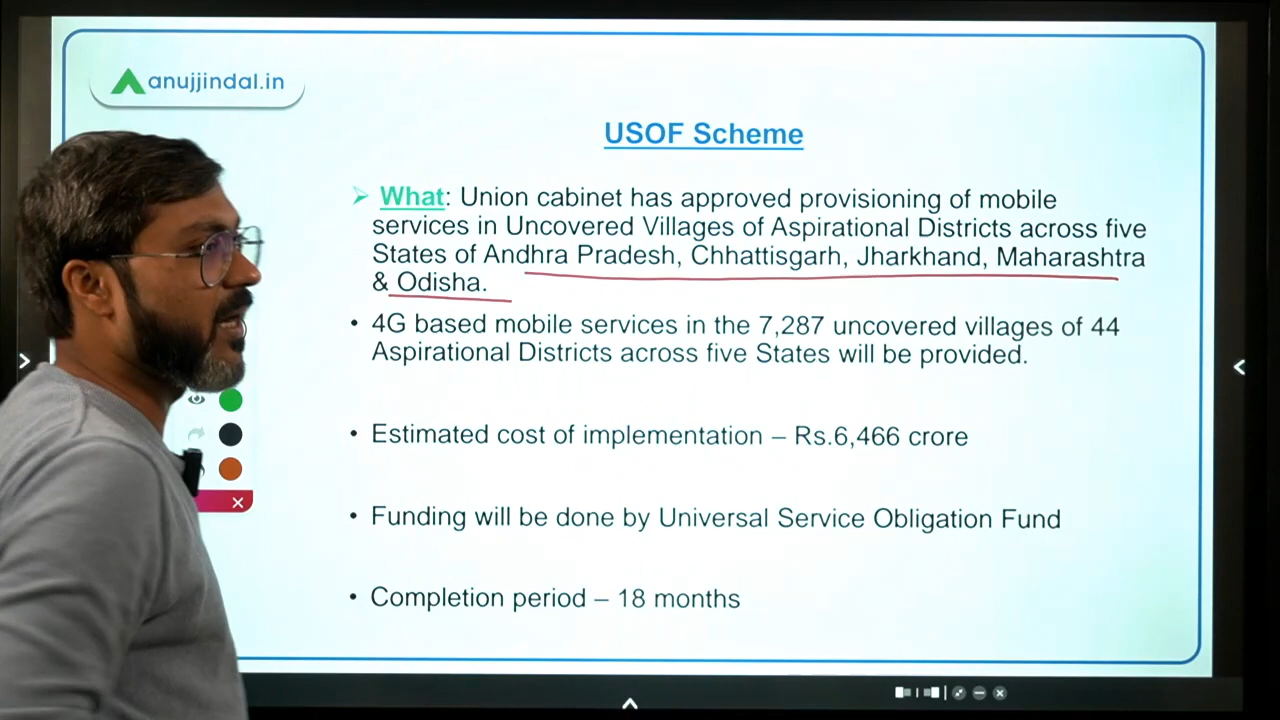 anujjindal.in
USOF Scheme
➢ What: Union cabinet has approved provisioning of mobile
services in Uncovered Villages of Aspirational Districts across five
States of Andhra Pradesh, Chhattisgarh, Jharkhand, Maharashtra
& Odisha.
• 4G based mobile services in the 7,287 uncovered villages of 44
Aspirational Districts across five States will be provided.
• Estimated cost of implementation – Rs.6,466 crore
• Funding will be done by Universal Service Obligation Fund
• Completion period – 18 months